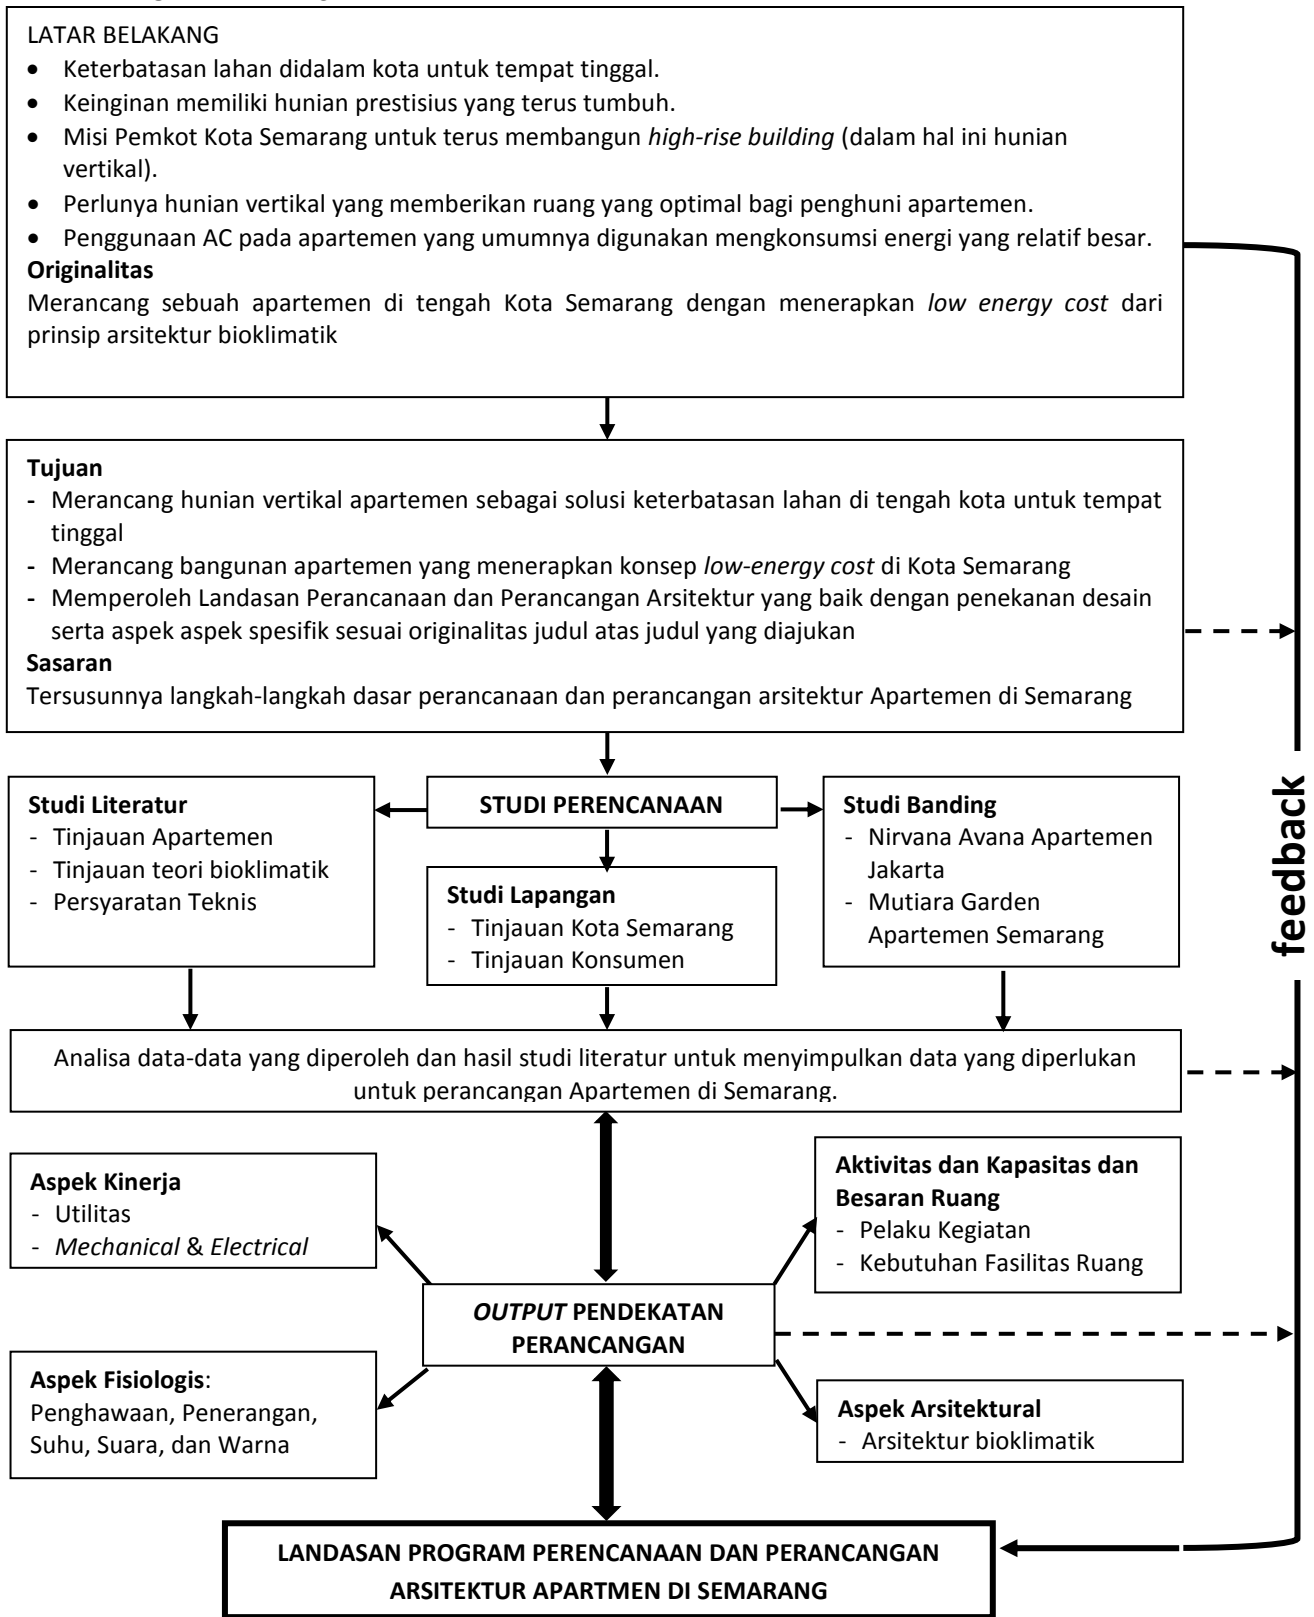 LATAR BELAKANG
• Keterbatasan lahan didalam kota untuk tempat tinggal.
• Keinginan memiliki hunian prestisius yang terus tumbuh.
• Misi Pemkot Kota Semarang untuk terus membangun high-rise building (dalam hal ini hunian
vertikal).
• Perlunya hunian vertikal yang memberikan ruang yang optimal bagi penghuni apartemen.
• Penggunaan AC pada apartemen yang umumnya digunakan mengkonsumsi energi yang relatif besar.
Originalitas
Merancang sebuah apartemen di tengah Kota Semarang dengan menerapkan low energy cost dari
prinsip arsitektur bioklimatik
Tujuan
- Merancang hunian vertikal apartemen sebagai solusi keterbatasan lahan di tengah kota untuk tempat
tinggal
- Merancang bangunan apartemen yang menerapkan konsep low-energy cost di Kota Semarang
- Memperoleh Landasan Perancanaan dan Perancangan Arsitektur yang baik dengan penekanan desain
serta aspek aspek spesifik sesuai originalitas judul atas judul yang diajukan
Sasaran
Tersusunnya langkah-langkah dasar perancanaan dan perancangan arsitektur Apartemen di Semarang
Studi Literatur
- Tinjauan Apartemen
- Tinjauan teori bioklimatik
- Persyaratan Teknis
STUDI PERENCANAAN
Studi Lapangan
- Tinjauan Kota Semarang
- Tinjauan Konsumen
Studi Banding
- Nirvana Avana Apartemen
Jakarta
- Mutiara Garden
Apartemen Semarang
feedback
Analisa data-data yang diperoleh dan hasil studi literatur untuk menyimpulkan data yang diperlukan
untuk perancangan Apartemen di Semarang.
Aspek Kinerja
- Utilitas
- Mechanical & Electrical
Aktivitas dan Kapasitas dan
Besaran Ruang
- Pelaku Kegiatan
- Kebutuhan Fasilitas Ruang
OUTPUT PENDEKATAN
PERANCANGAN
Aspek Fisiologis:
Penghawaan, Penerangan,
Suhu, Suara, dan Warna
Aspek Arsitektural
- Arsitektur bioklimatik
LANDASAN PROGRAM PERENCANAAN DAN PERANCANGAN
ARSITEKTUR APARTMEN DI SEMARANG